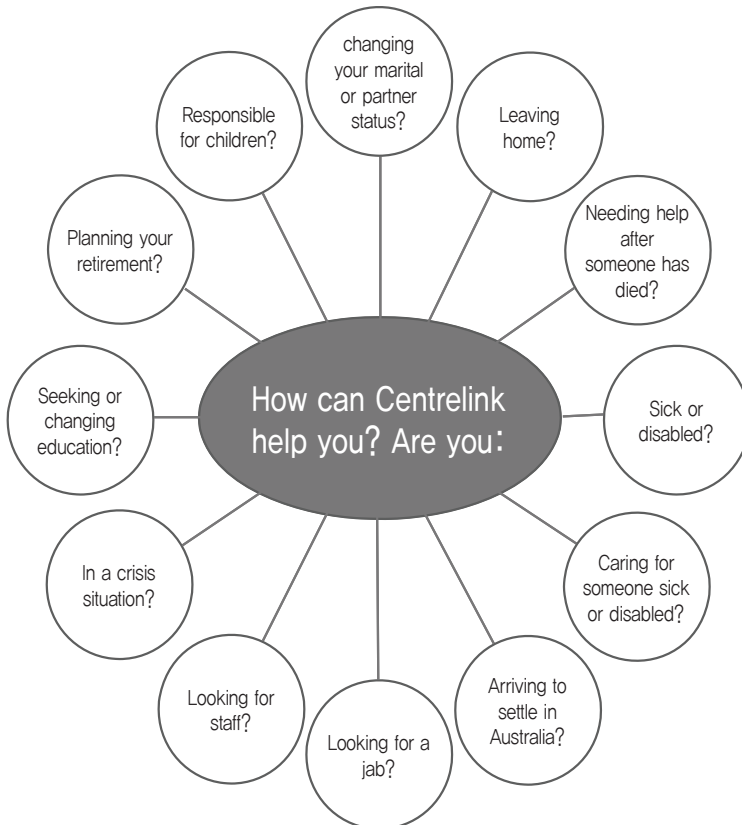 How can Centrelink
help you? Are you:
changing
your marital
or partner
status?
Leaving
home?
Needing help
after
someone has
died?
Sick or
disabled?
Caring for
someone sick
or disabled?
Arriving to
settle in
Australia?
Looking for a
jab?
Looking for
staff?
In a crisis
situation?
Seeking or
changing
education?
Planning your
retirement?
Responsible
for children?